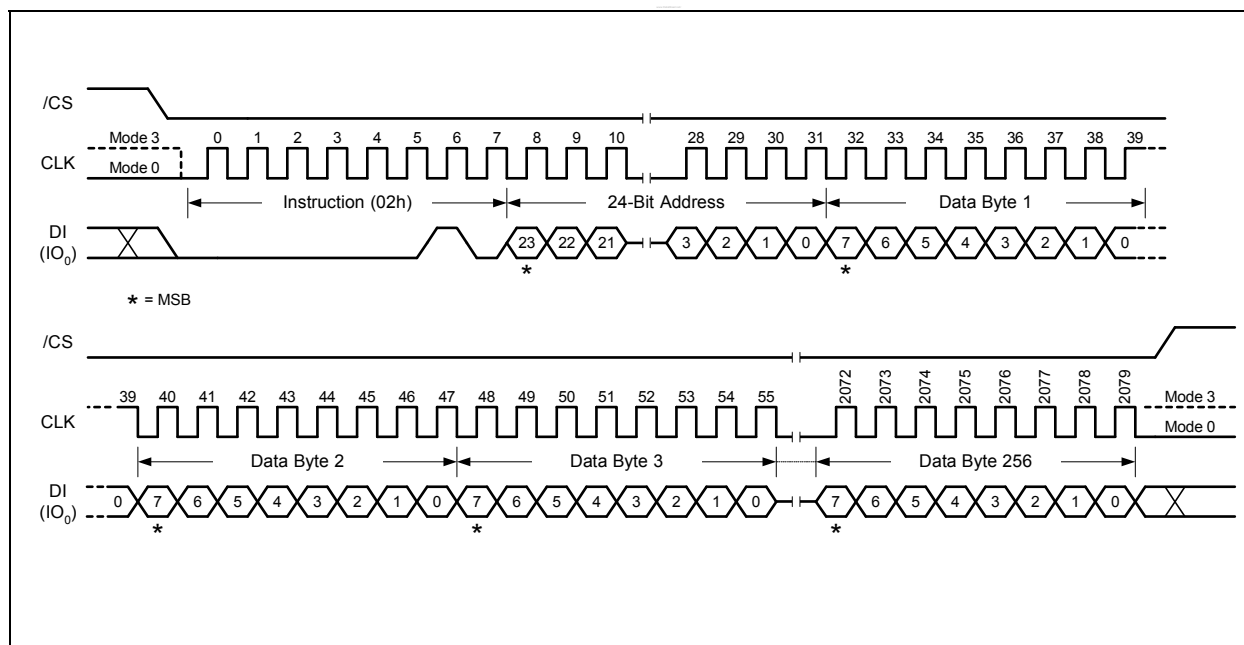 /CS
Mode 3 0 1 2 3 4 5 6 7 8 9 10 28 29 30 31 32 33 34 35 36 37 38 39
CLK
Mode 0
Instruction (02h) 24-Bit Address Data Byte 1
DI
(IO0)
23 22 21 3 2 1 0 7 6 5 4 3 2 1 0
* *
* = MSB
/CS
39 40 41 42 43 44 45 46 47 48 49 50 51 52 53 54 55 2072 2073 2074 2075 2076 2077 2078 2079 Mode 3
CLK
Mode 0
Data Byte 2 Data Byte 3 Data Byte 256
DI
(IO0)
0 7 6 5 4 3 2 1 0 7 6 5 4 3 2 1 0 7 6 5 4 3 2 1 0
* * *